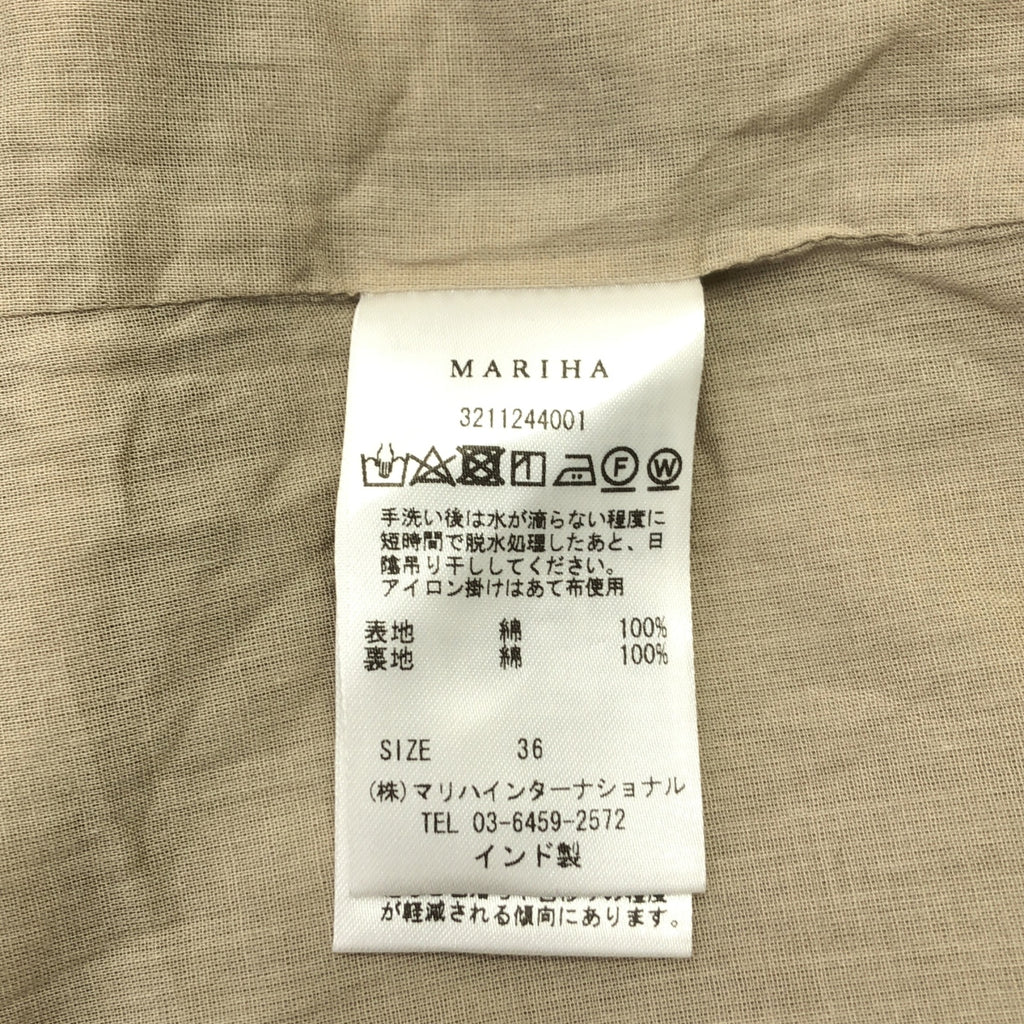 MARIHA
3211244001
F W
手洗い後は水が滴らない程度に
短時間で脱水処理したあと、日
陰吊り干ししてください。
アイロン掛けはあて布使用
表地 綿 100%
裏地 綿 100%
SIZE 36
(株)マリハインターナショナル
TEL 03-6459-2572
インド製
が軽減される傾向にあります。